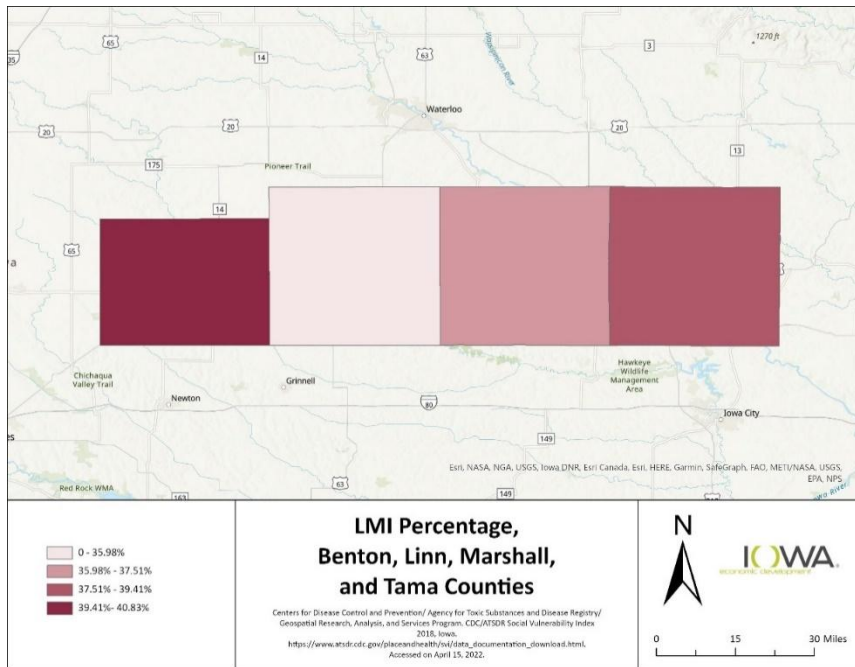 65
35
14
63
Wapsipinicon River
3
1270 ft
Waterloo
20
20
20
13
175
Pioneer Trail
14
65
Chichaqua
Valley Trail
Newton
Grinnell
80
Hawkeye
Wildlife
Management
Area
Iowa City
149
Esri, NASA, NGA, USGS, Iowa DNR, Esri Canada, Esri, HERE, Garmin, SafeGraph, FAO, METI/NASA, USGS,
EPA, NPS
Red Rock WMA
163
63
149
0 - 35.98%
35.98% - 37.51%
37.51% - 39.41%
39.41%- 40.83%
LMI Percentage,
Benton, Linn, Marshall,
and Tama Counties
Centers for Disease Control and Prevention/ Agency for Toxic Substances and Disease Registry/
Geospatial Research, Analysis, and Services Program. CDC/ATSDR Social Vulnerability Index
2018, Iowa.
https://www.atsdr.cdc.gov/placeandhealth/svi/data_documentation_download.html.
Accessed on April 15, 2022.
N
IOWA
economic development
0 15 30 Miles